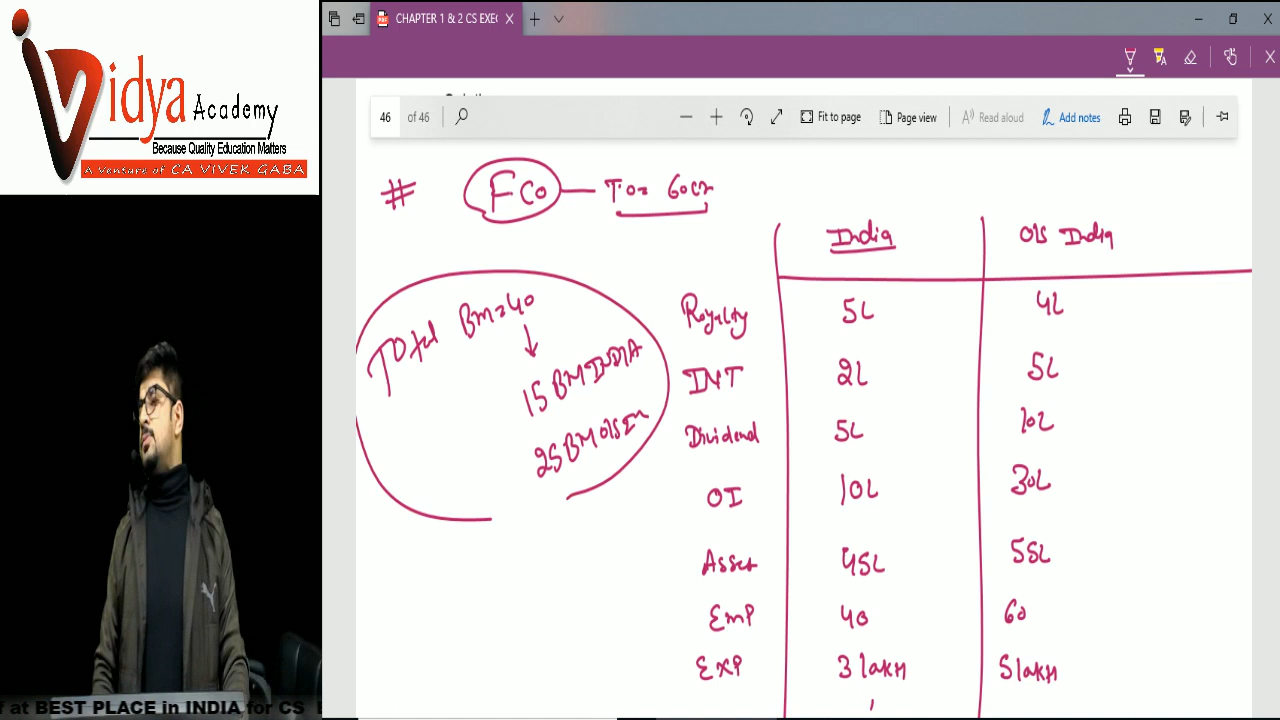 Vidya Academy
Because Quality Education Matters
A Venture of CA VIVEK GABA
CHAPTER 1 & 2 CS EXE
46 of 46
Fit to page
Page view
Read aloud
Add notes
# FCo — T.O= 60cr
India
O/S India
Total BM=40
15 BM INDIA
25 BM O/S In
Royalty 5L 4L
INT 2L 5L
Dividend 5L 10L
OI 10L 30L
Asset 45L 55L
Emp 40 60
EXP 3 lakh 5 lakh
at BEST PLACE in INDIA for CS